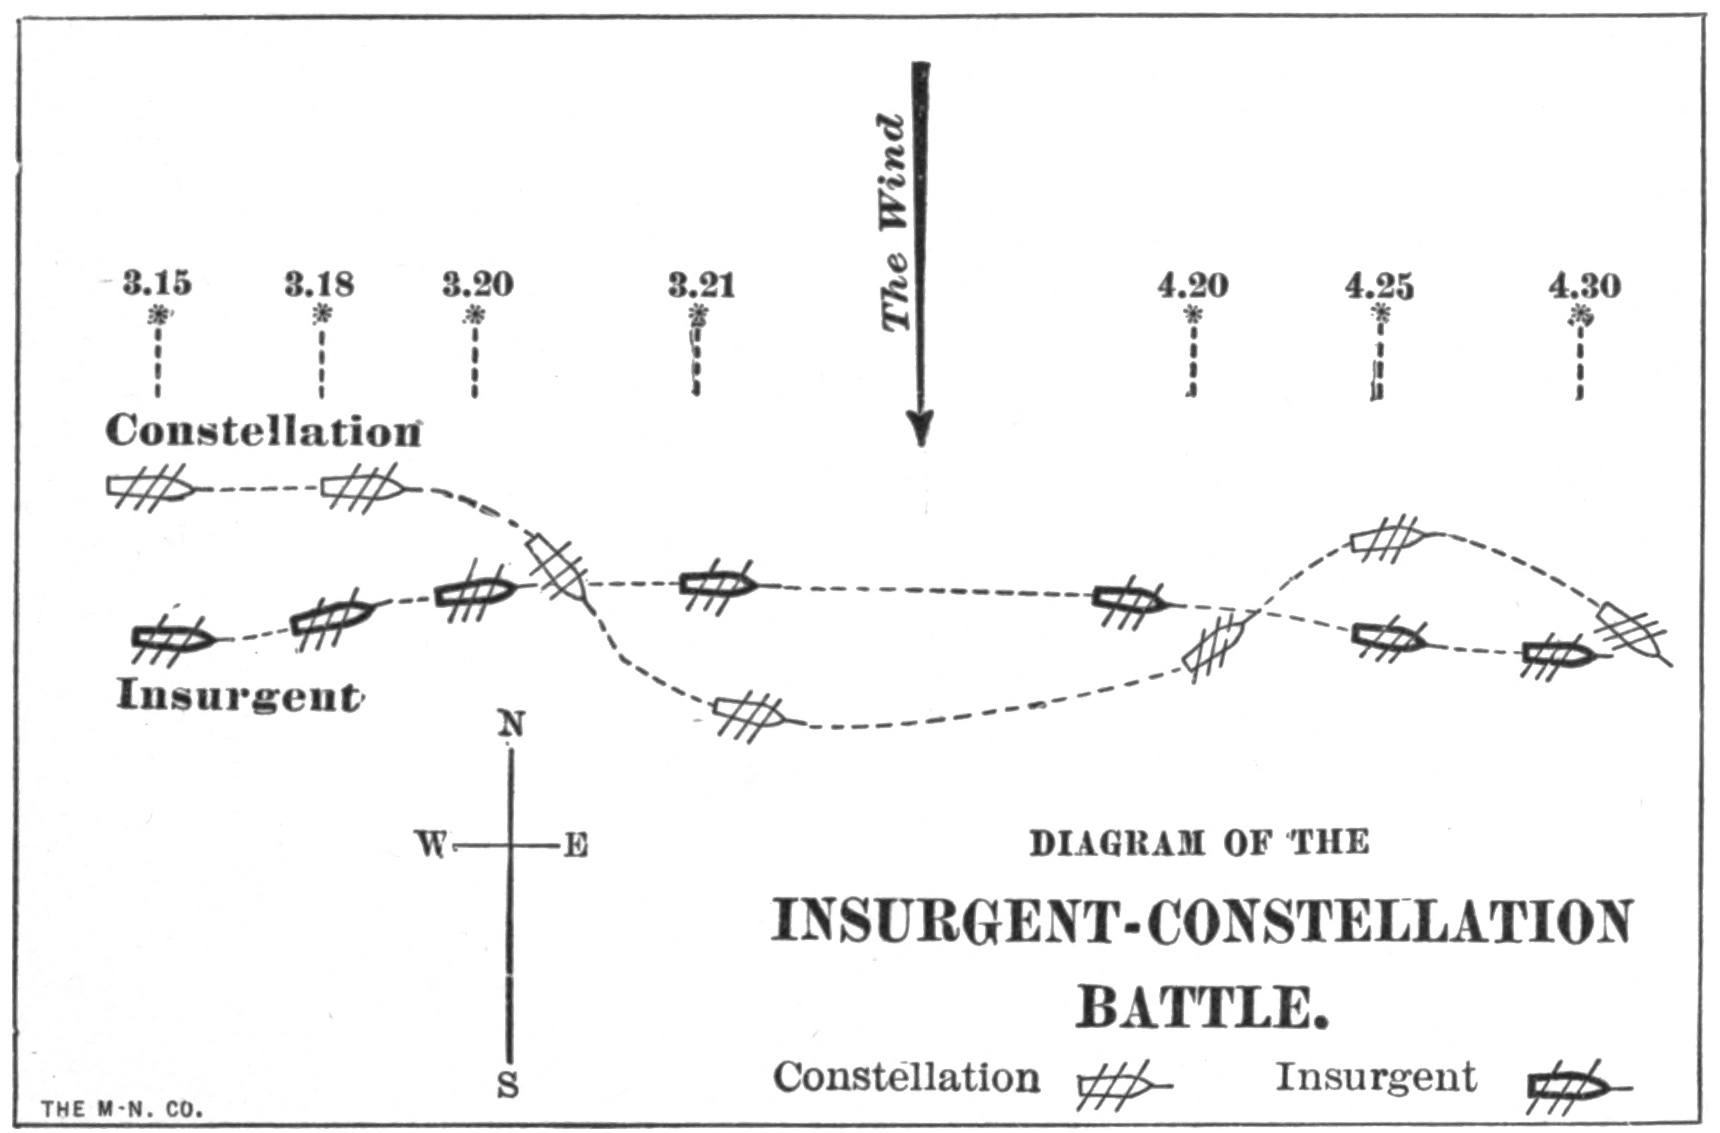 The Wind
3.15 3.18 3.20 3.21 4.20 4.25 4.30
Constellation
Insurgent
N
W E
S
DIAGRAM OF THE
INSURGENT-CONSTELLATION
BATTLE.
Constellation Insurgent
THE M-N. CO.